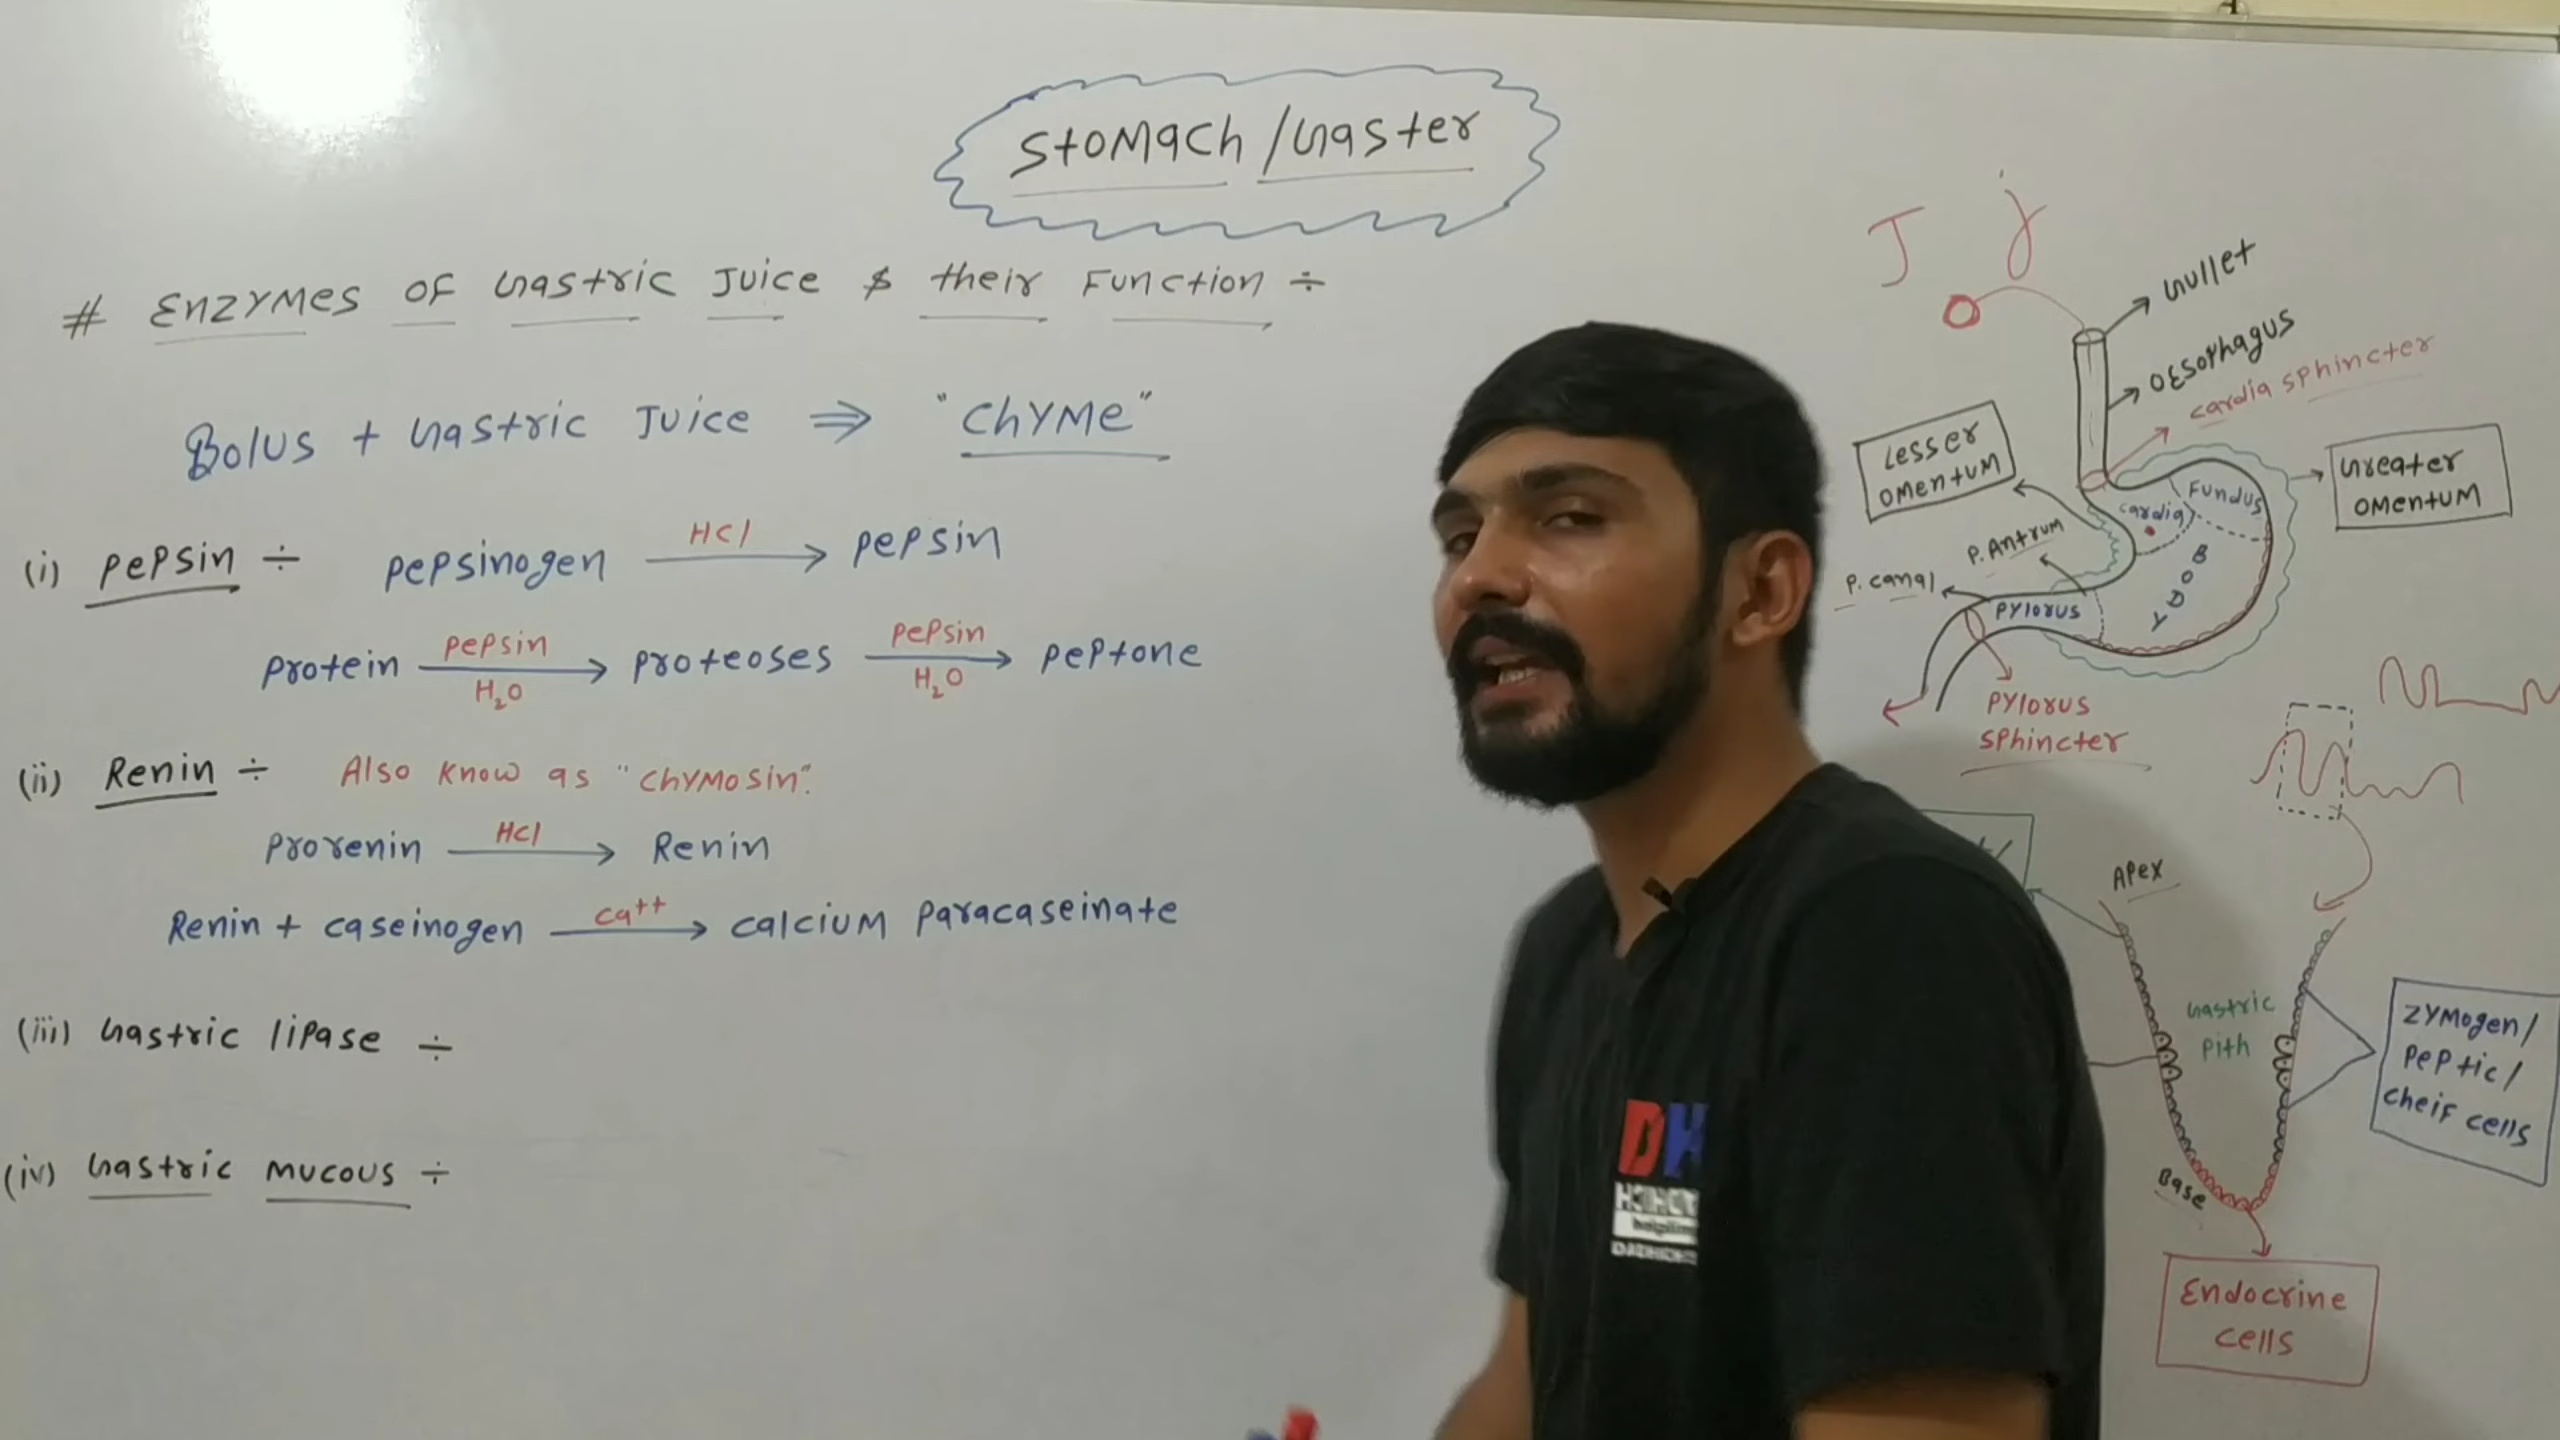 Stomach / Gaster
# Enzymes of Gastric Juice & their Function ÷
Bolus + Gastric Juice ⇒ "Chyme"
(i) Pepsin ÷ Pepsinogen HCl → Pepsin
Protein Pepsin H₂O → Proteoses Pepsin H₂O → Peptone
(ii) Renin ÷ Also know as "Chymosin".
Prorenin HCl → Renin
Renin + caseinogen Ca++ → Calcium Paracaseinate
(iii) Gastric lipase ÷
(iv) Gastric Mucous ÷
J j
Gullet
Oesophagus
Cardia Sphincter
Lesser
Omentum
Greater
Omentum
Fundus
Cardia
BODY
P. Antrum
P. Canal
Pylorus
Pylorus
Sphincter
Apex
Gastric
Pith
Zymogen/
Peptic/
Cheif cells
Base
Endocrine
Cells
DH
helpline